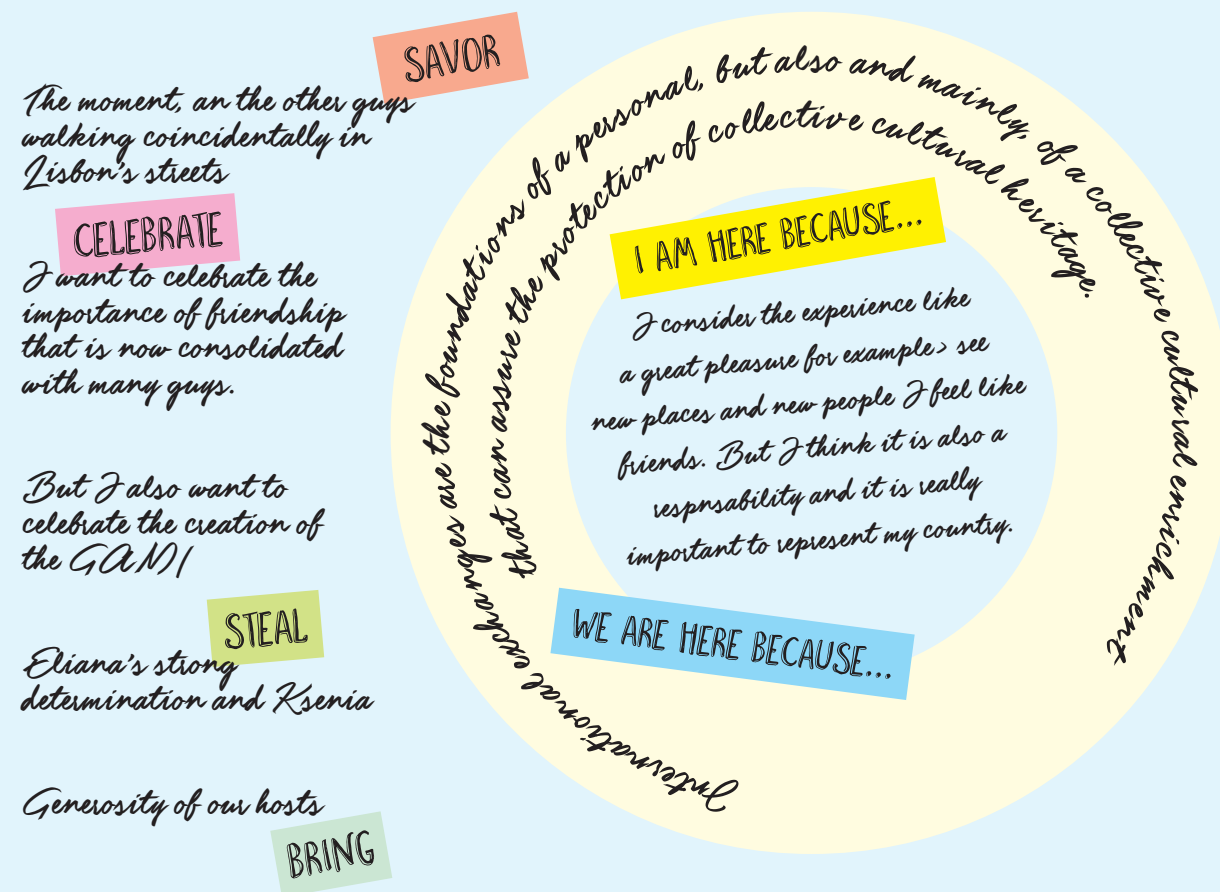 SAVOR
The moment, an the other guys
walking coincidentally in
Lisbon's streets
CELEBRATE
I want to celebrate the
importance of friendship
that is now consolidated
with many guys.
But I also want to
celebrate the creation of
the GANI
STEAL
Eliana's strong
determination and Ksenia
Generosity of our hosts
BRING
I AM HERE BECAUSE...
I consider the experience like
a great pleasure for example> see
new places and new people I feel like
friends. But I think it is also a
respnsability and it is really
important to represent my country.
WE ARE HERE BECAUSE...
International exchanges are the foundations of a personal, but also and mainly, of a collective cultural enrichment
that can assure the protection of collective cultural heritage.